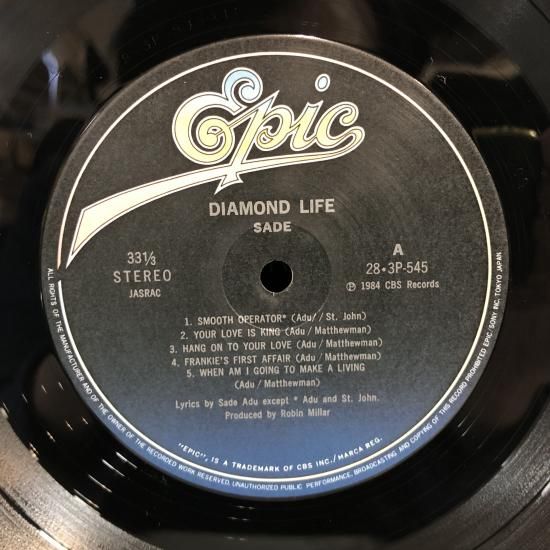 Epic
DIAMOND LIFE
SADE
33⅓
STEREO
JASRAC
A
28•3P-545
Ⓟ 1984 CBS Records
1. SMOOTH OPERATOR* (Adu / St. John)
2. YOUR LOVE IS KING (Adu / Matthewman)
3. HANG ON TO YOUR LOVE (Adu / Matthewman)
4. FRANKIE'S FIRST AFFAIR (Adu / Matthewman)
5. WHEN AM I GOING TO MAKE A LIVING
(Adu / Matthewman)
Lyrics by Sade Adu except * Adu and St. John.
Produced by Robin Millar
"EPIC", IS A TRADEMARK OF CBS INC./MARCA REG.
ALL RIGHTS OF THE MANUFACTURER AND OF THE OWNER OF THE RECORDED WORK RESERVED. UNAUTHORIZED PUBLIC PERFORMANCE, BROADCASTING AND COPYING OF THIS RECORD PROHIBITED EPIC/SONY INC. TOKYO JAPAN.